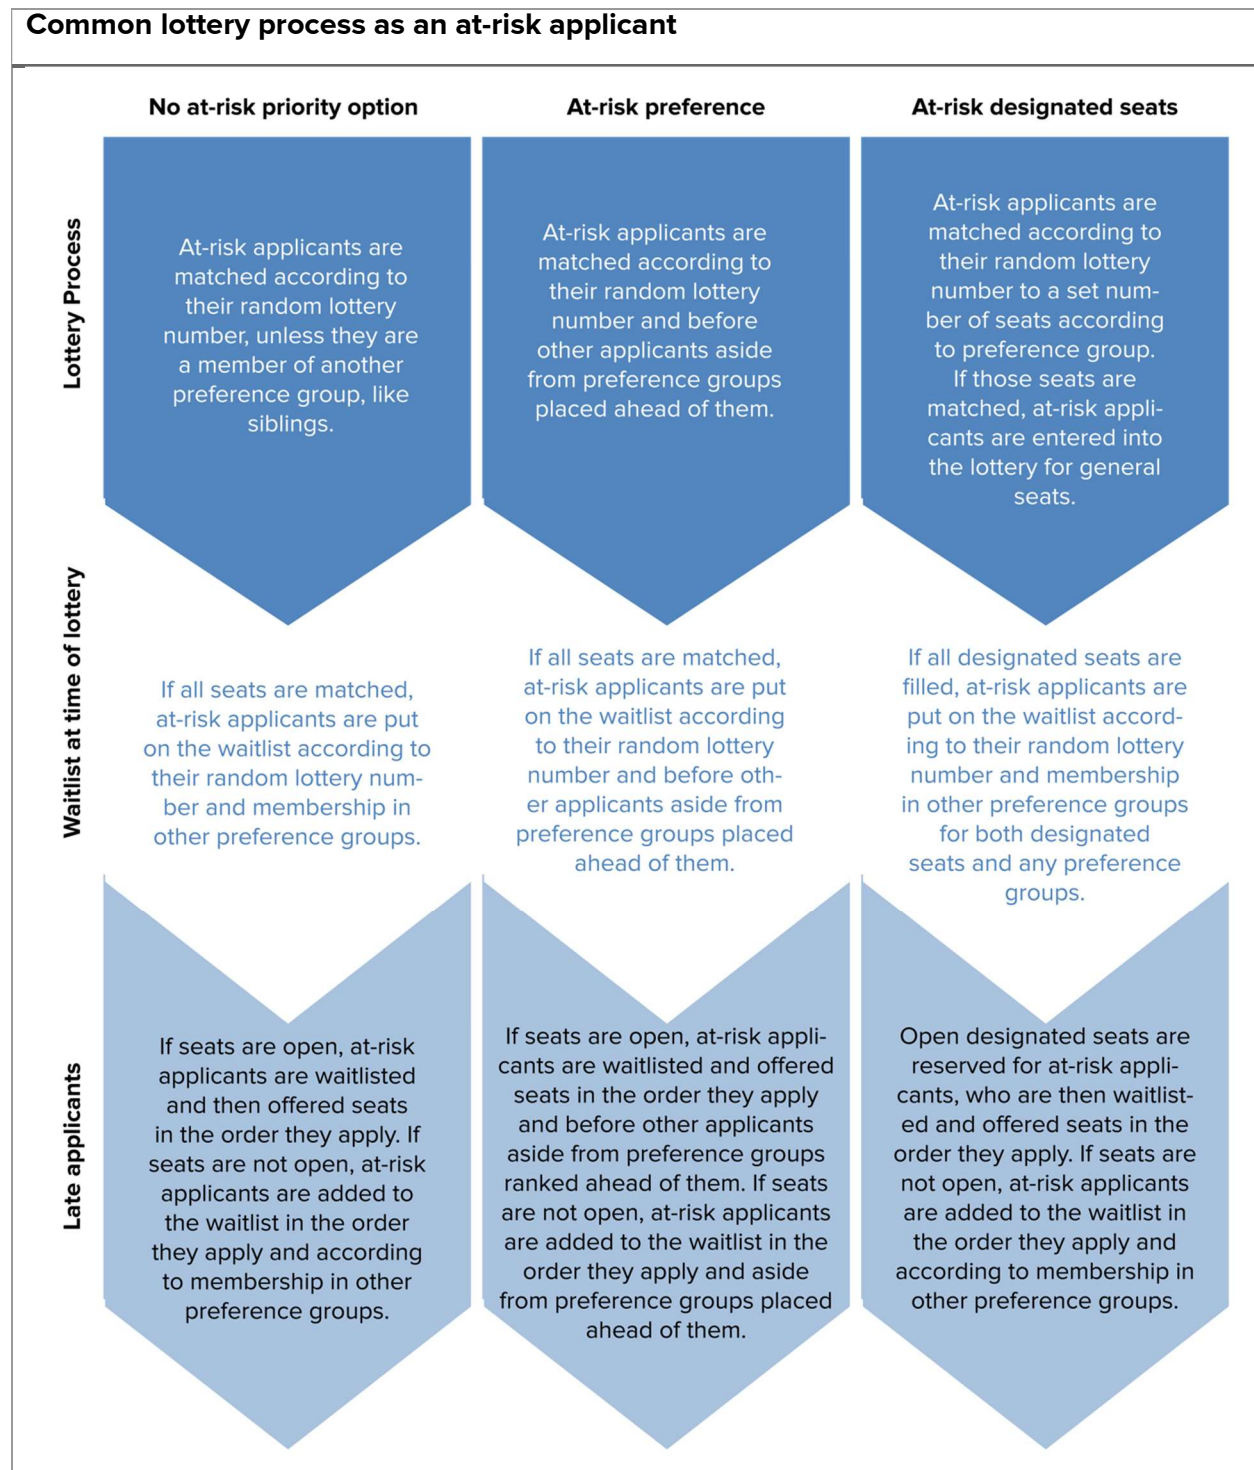 Common lottery process as an at-risk applicant
No at-risk priority option
At-risk preference
At-risk designated seats
Lottery Process
At-risk applicants are
matched according to
their random lottery
number, unless they are
a member of another
preference group, like
siblings.
At-risk applicants are
matched according to
their random lottery
number and before
other applicants aside
from preference groups
placed ahead of them.
At-risk applicants are
matched according to
their random lottery
number to a set num-
ber of seats according
to preference group.
If those seats are
matched, at-risk appli-
cants are entered into
the lottery for general
seats.
Waitlist at time of lottery
If all seats are matched,
at-risk applicants are put
on the waitlist according to
their random lottery num-
ber and membership in
other preference groups.
If all seats are matched,
at-risk applicants are put
on the waitlist according
to their random lottery
number and before oth-
er applicants aside from
preference groups placed
ahead of them.
If all designated seats are
filled, at-risk applicants are
put on the waitlist accord-
ing to their random lottery
number and membership
in other preference groups
for both designated
seats and any preference
groups.
Late applicants
If seats are open, at-risk
applicants are waitlisted
and then offered seats
in the order they apply. If
seats are not open, at-risk
applicants are added to
the waitlist in the order
they apply and according
to membership in other
preference groups.
If seats are open, at-risk appli-
cants are waitlisted and offered
seats in the order they apply
and before other applicants
aside from preference groups
ranked ahead of them. If seats
are not open, at-risk applicants
are added to the waitlist in the
order they apply and aside
from preference groups placed
ahead of them.
Open designated seats are
reserved for at-risk appli-
cants, who are then waitlist-
ed and offered seats in the
order they apply. If seats are
not open, at-risk applicants
are added to the waitlist in
the order they apply and
according to membership in
other preference groups.